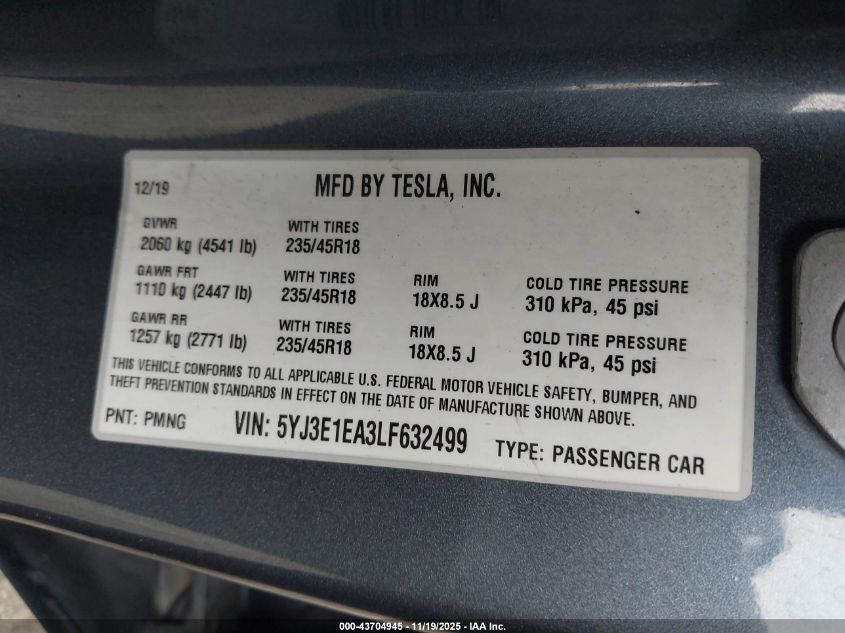 12/19 MFD BY TESLA, INC.
GVWR WITH TIRES
2060 kg (4541 lb) 235/45R18
GAWR FRT WITH TIRES RIM COLD TIRE PRESSURE
1110 kg (2447 lb) 235/45R18 18X8.5 J 310 kPa, 45 psi
GAWR RR WITH TIRES RIM COLD TIRE PRESSURE
1257 kg (2771 lb) 235/45R18 18X8.5 J 310 kPa, 45 psi
THIS VEHICLE CONFORMS TO ALL APPLICABLE U.S. FEDERAL MOTOR VEHICLE SAFETY, BUMPER, AND
THEFT PREVENTION STANDARDS IN EFFECT ON THE DATE OF MANUFACTURE SHOWN ABOVE.
PNT: PMNG VIN: 5YJ3E1EA3LF632499 TYPE: PASSENGER CAR
000-43704945 - 11/19/2025 - IAA Inc.